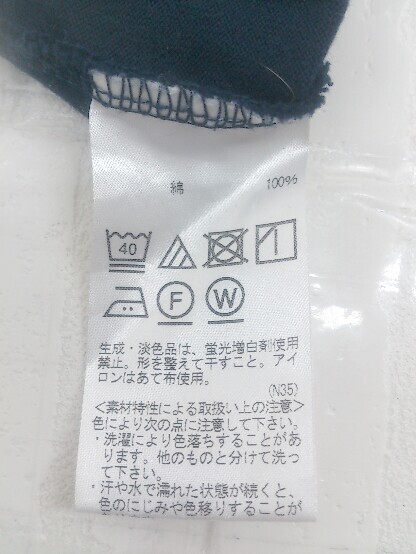 綿 100%
40
F W
生成・淡色品は、蛍光増白剤使用
禁止。形を整えて干すこと。アイ
ロンはあて布使用。
(N35)
<素材特性による取扱い上の注意>
色により次の点に注意して下さい。
・洗濯により色落ちすることがあ
ります。他のものと分けて洗っ
て下さい。
・汗や水で濡れた状態が続くと、
色のにじみや色移りすることが